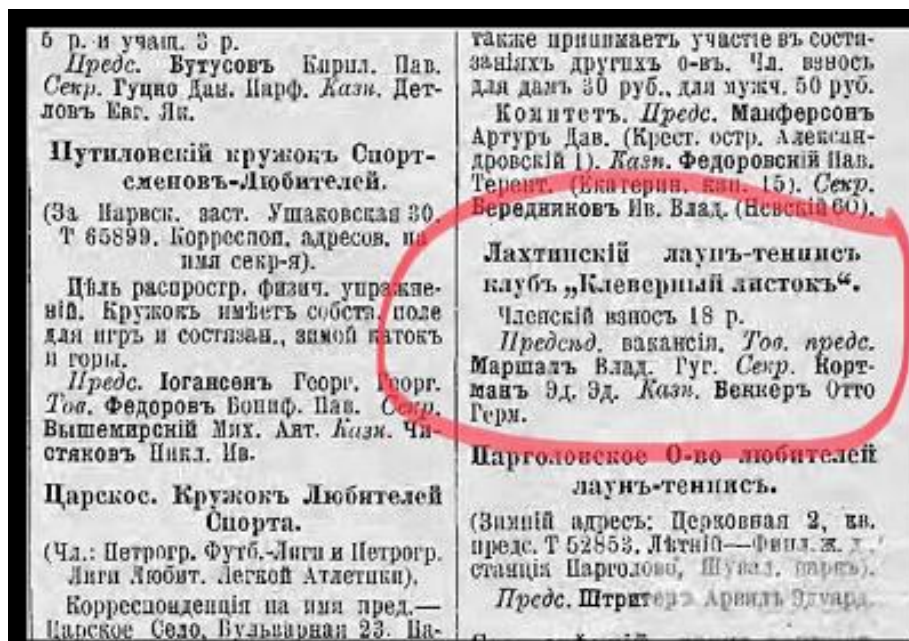 5 р. и учащ. 3 р.
Предс. Бутусовъ Кирил. Пав.
Секр. Гуцко Дан. Парф. Казн. Дет-
ловъ Евг. Як.
Путиловскій кружокъ Спорт-
сменовъ-Любителей.
(За Нарвск. заст. Ушаковская 30.
Т 65899. Корреспон. адресов. на
имя секр-я).
Цѣль распростр. физич. упражне-
ній. Кружокъ имѣетъ собств. поле
для игръ и состязан., зимой катокъ
и горы.
Предс. Іогансенъ Георг. Георг.
Тов. Федоровъ Бониф. Пав. Секр.
Вышемирскій Мих. Ант. Казн. Чи-
стяковъ Никл. Ив.
Царскос. Кружокъ Любителей
Спорта.
(Чл.: Петрогр. Футб.-Лиги и Петрогр.
Лиги Любит. Легкой Атлетики).
Корреспонденція на имя пред.—
Царское Село, Бульварная 23. На-
также принимаетъ участіе въ состя-
заніяхъ другихъ о-въ. Чл. взносъ
для дамъ 30 руб., для мужч. 50 руб.
Комитетъ. Предс. Макферсонъ
Артуръ Дав. (Крест. остр. Алексан-
дровскій 1). Казн. Федоровскій Пав.
Терент. (Екатерин. кан. 15). Секр.
Бередниковъ Ив. Влад. (Невскій 60).
Лахтинскій лаунъ-теннисъ
клубъ „Клеверный листокъ“.
Членскій взносъ 18 р.
Предсѣд. вакансія. Тов. предс.
Маршалъ Влад. Гуг. Секр. Корт-
манъ Эд. Эд. Казн. Веккеръ Отто
Герм.
Парголовское О-во любителей
лаунъ-теннисъ.
(Зимній адресъ: Церковная 2, кв.
предс. Т 52853. Лѣтній—Финл. ж. д.
станція Парголово, Шувал. паркъ).
Предс. Штритеръ Арвидъ Эдуард.